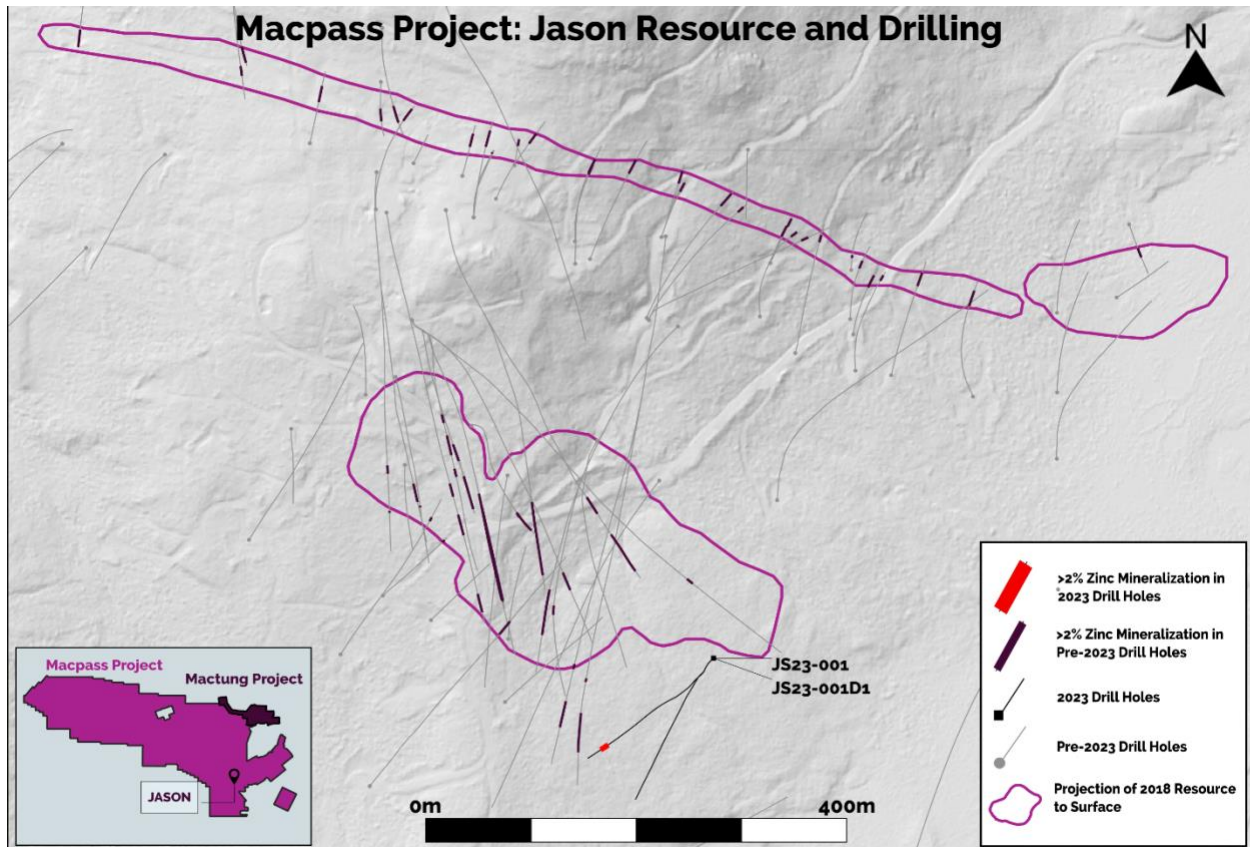 Macpass Project: Jason Resource and Drilling
N
JS23-001
JS23-001D1
>2% Zinc Mineralization in
2023 Drill Holes
>2% Zinc Mineralization in
Pre-2023 Drill Holes
2023 Drill Holes
Pre-2023 Drill Holes
Projection of 2018 Resource
to Surface
Macpass Project
Mactung Project
JASON
0m
400m